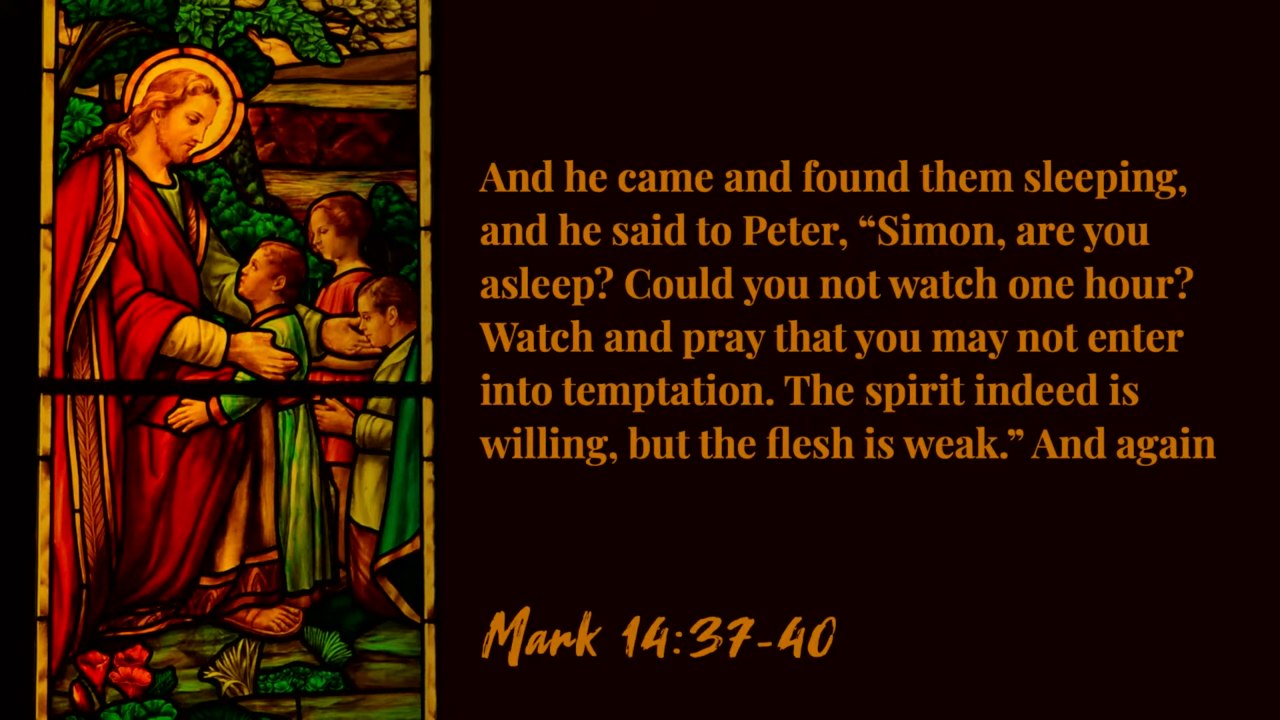 And he came and found them sleeping,
and he said to Peter, “Simon, are you
asleep? Could you not watch one hour?
Watch and pray that you may not enter
into temptation. The spirit indeed is
willing, but the flesh is weak.” And again
Mark 14:37-40